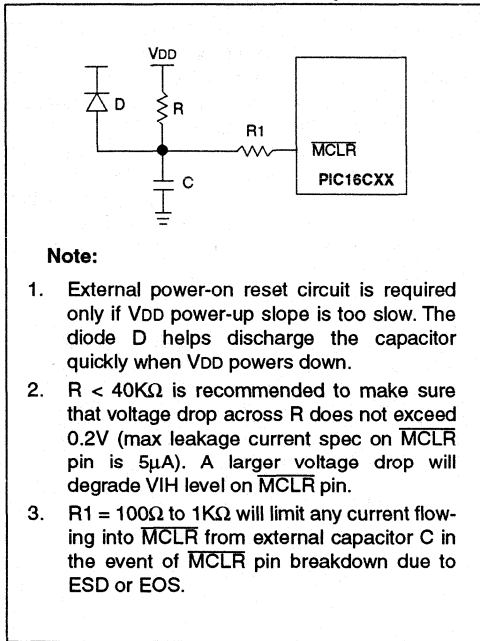 VDD
D
R
R1
MCLR
C
PIC16CXX
Note:
1. External power-on reset circuit is required
only if VDD power-up slope is too slow. The
diode D helps discharge the capacitor
quickly when VDD powers down.
2. R < 40KΩ is recommended to make sure
that voltage drop across R does not exceed
0.2V (max leakage current spec on MCLR
pin is 5µA). A larger voltage drop will
degrade VIH level on MCLR pin.
3. R1 = 100Ω to 1KΩ will limit any current flow-
ing into MCLR from external capacitor C in
the event of MCLR pin breakdown due to
ESD or EOS.